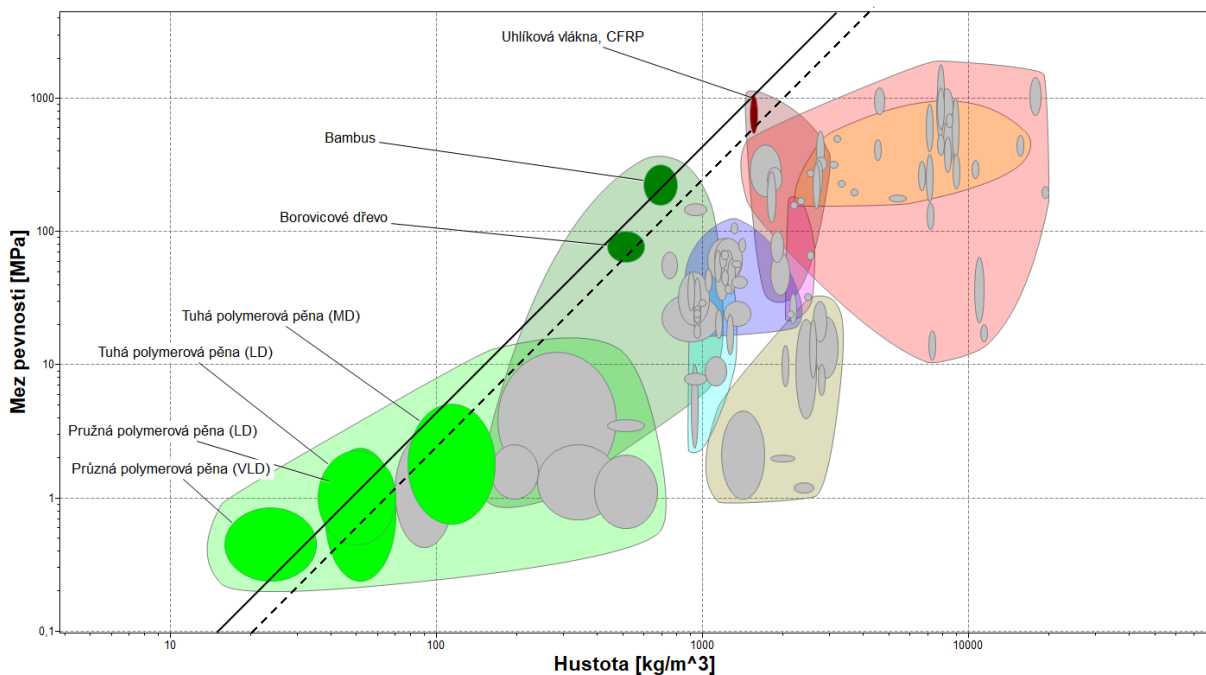 Uhlíková vlákna, CFRP
Bambus
Borovicové dřevo
Tuhá polymerová pěna (MD)
Tuhá polymerová pěna (LD)
Pružná polymerová pěna (LD)
Průzná polymerová pěna (VLD)
Mez pevnosti [MPa]
1000
100
10
1
0,1
10
100
1000
10000
Hustota [kg/m^3]